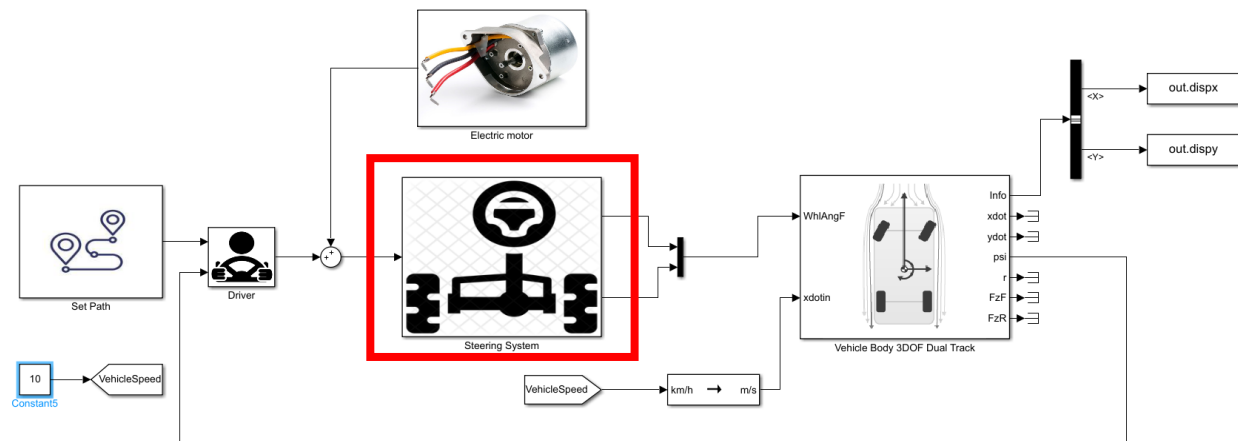 Electric motor
<X>
out.dispx
<Y>
out.dispy
Set Path
Driver
+
+
Steering System
WhlAngF
xdotin
Info
xdot
ydot
psi
r
FzF
FzR
Vehicle Body 3DOF Dual Track
10
Constant5
VehicleSpeed
VehicleSpeed
km/h
m/s